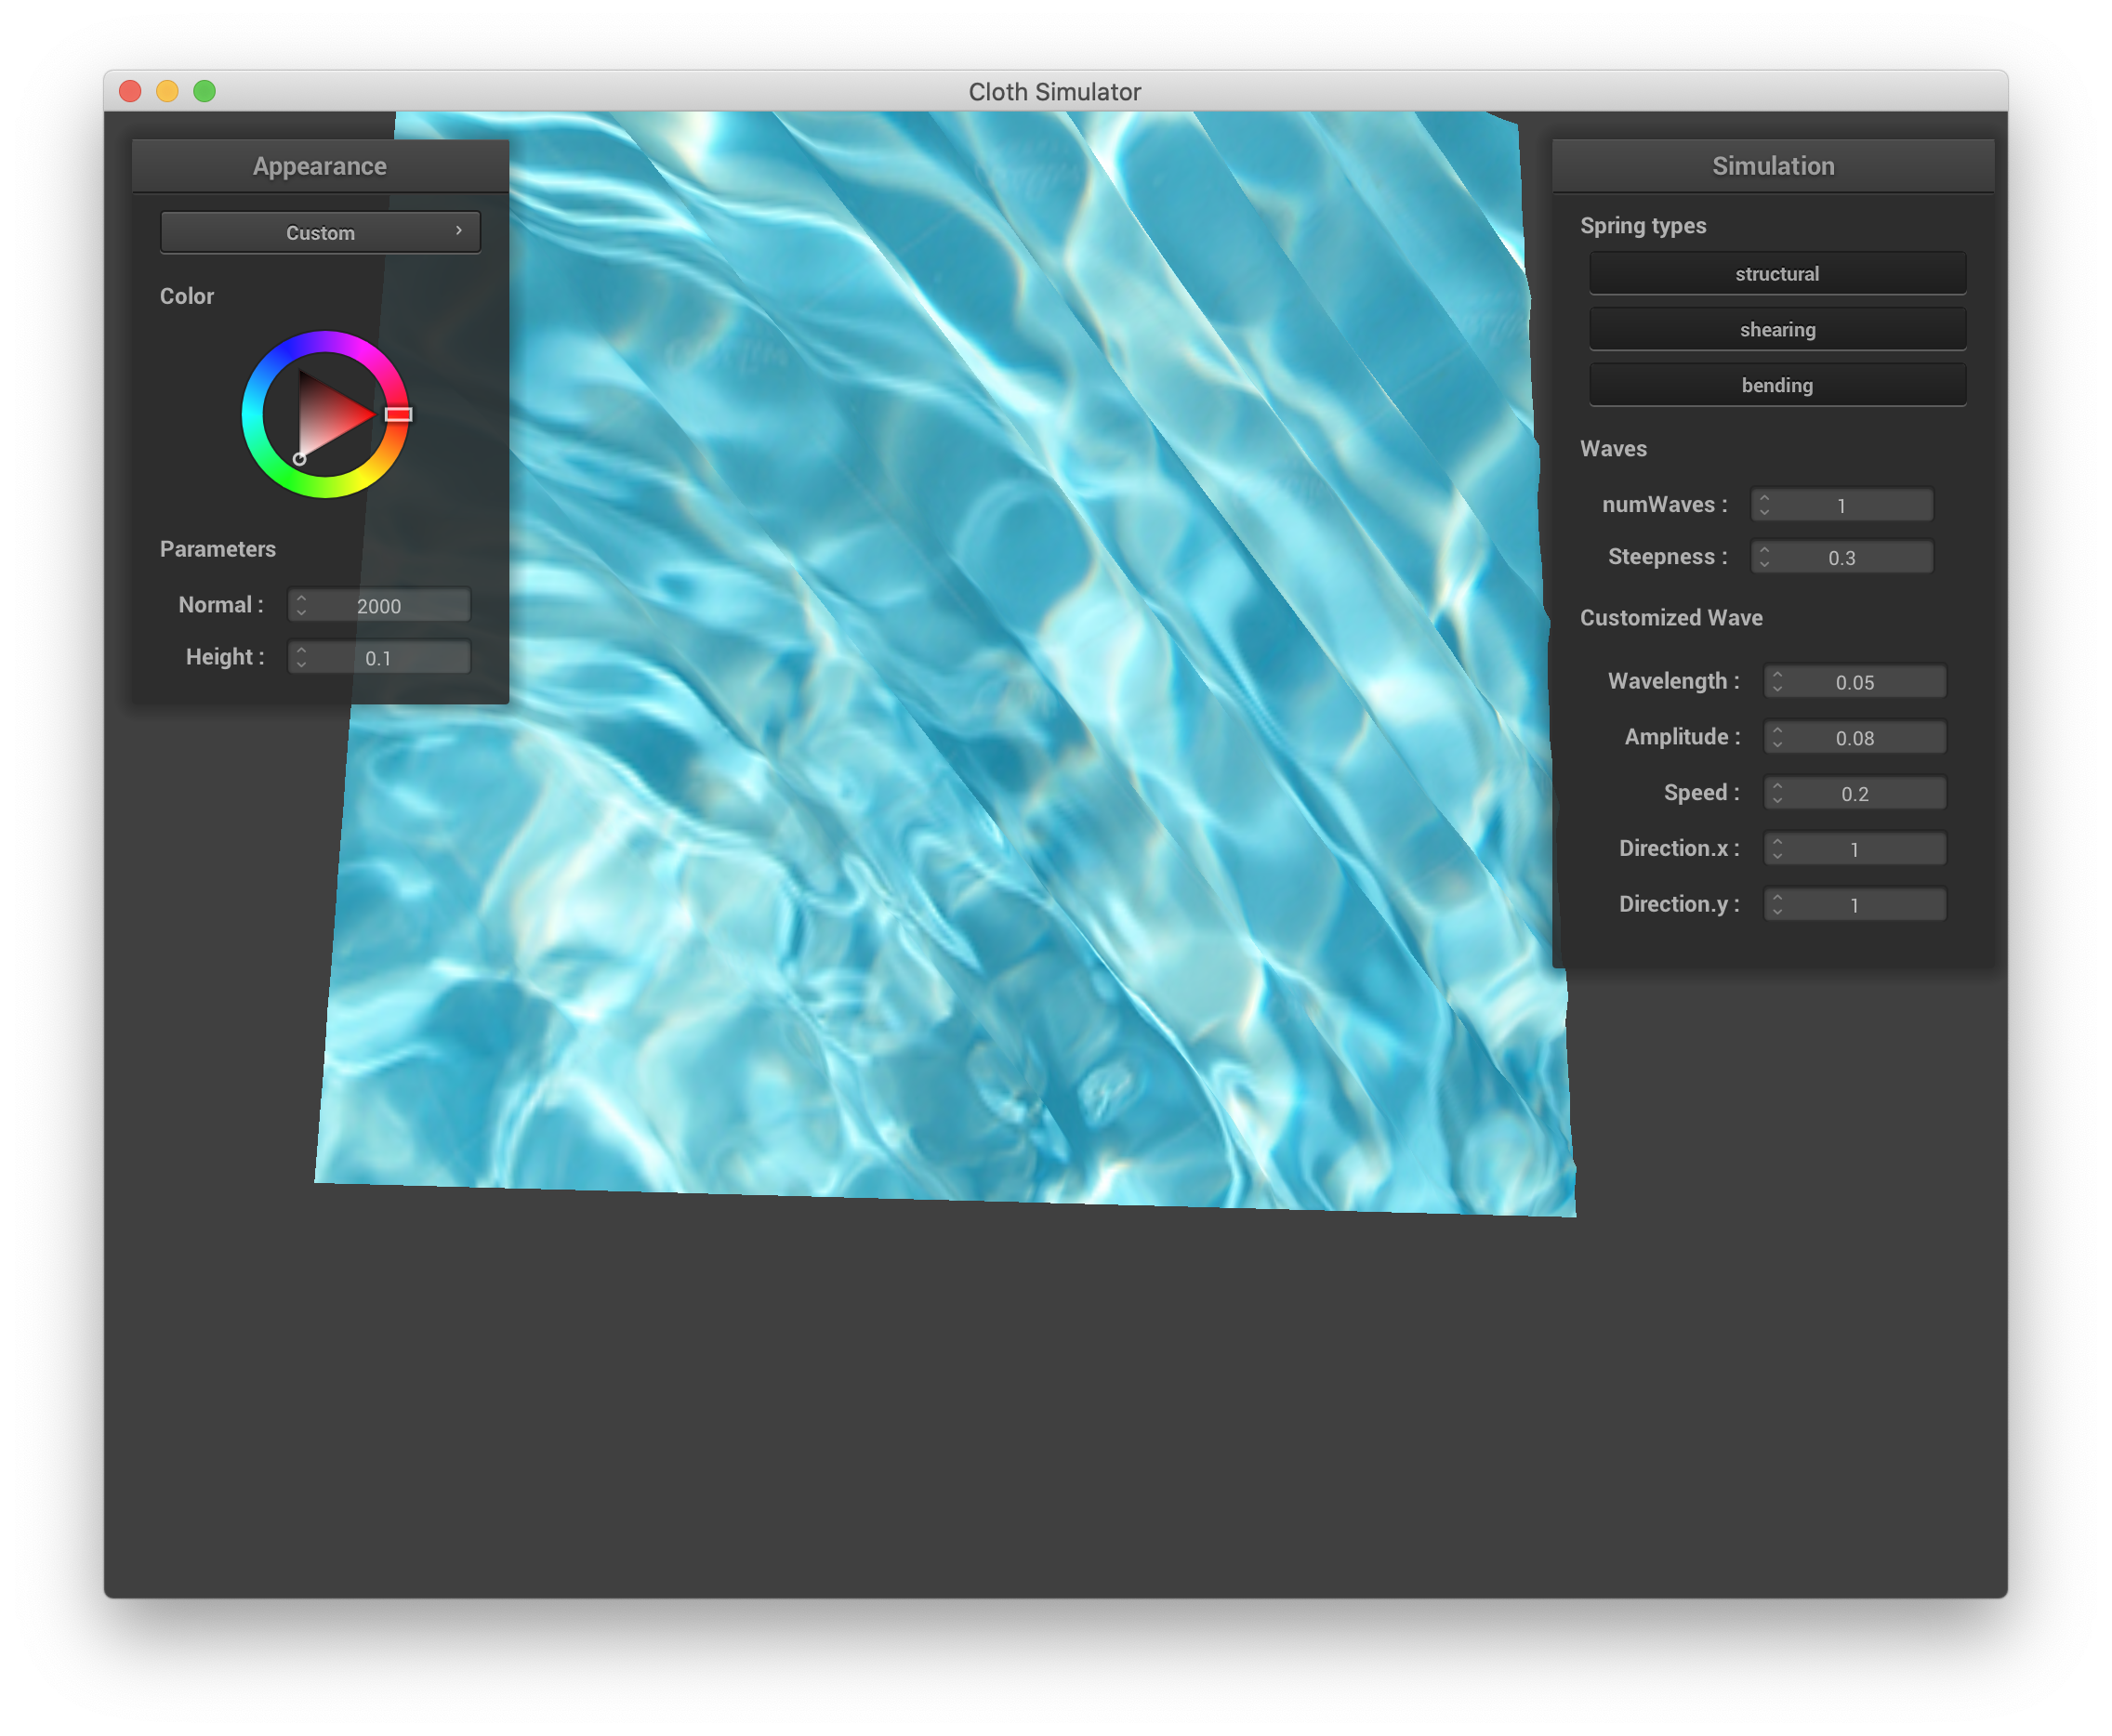 Cloth Simulator
Appearance
Custom
Color
Parameters
Normal : 2000
Height : 0.1
Simulation
Spring types
structural
shearing
bending
Waves
numWaves : 1
Steepness : 0.3
Customized Wave
Wavelength : 0.05
Amplitude : 0.08
Speed : 0.2
Direction.x : 1
Direction.y : 1